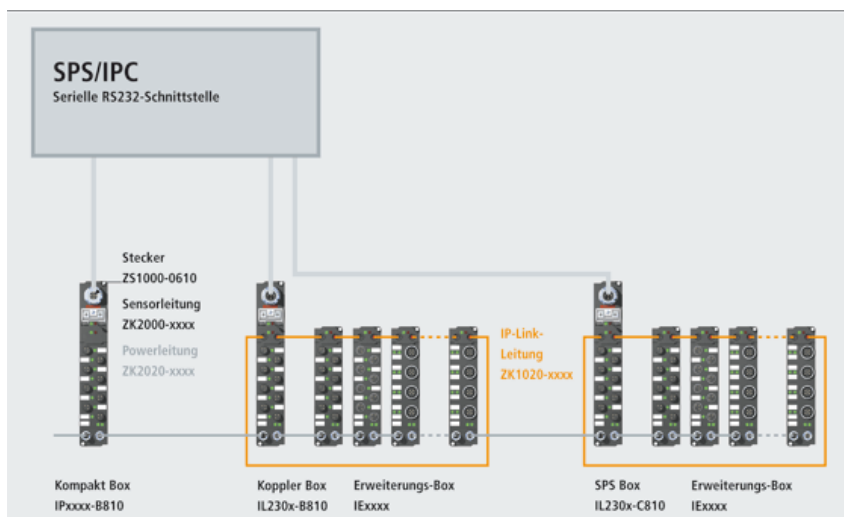 SPS/IPC
Serielle RS232-Schnittstelle
Stecker
ZS1000-0610
Sensorleitung
ZK2000-xxxx
Powerleitung
ZK2020-xxxx
IP-Link-
Leitung
ZK1020-xxxx
Kompakt Box
IPxxxx-B810
Koppler Box
IL230x-B810
Erweiterungs-Box
IExxxx
SPS Box
IL230x-C810
Erweiterungs-Box
IExxxx